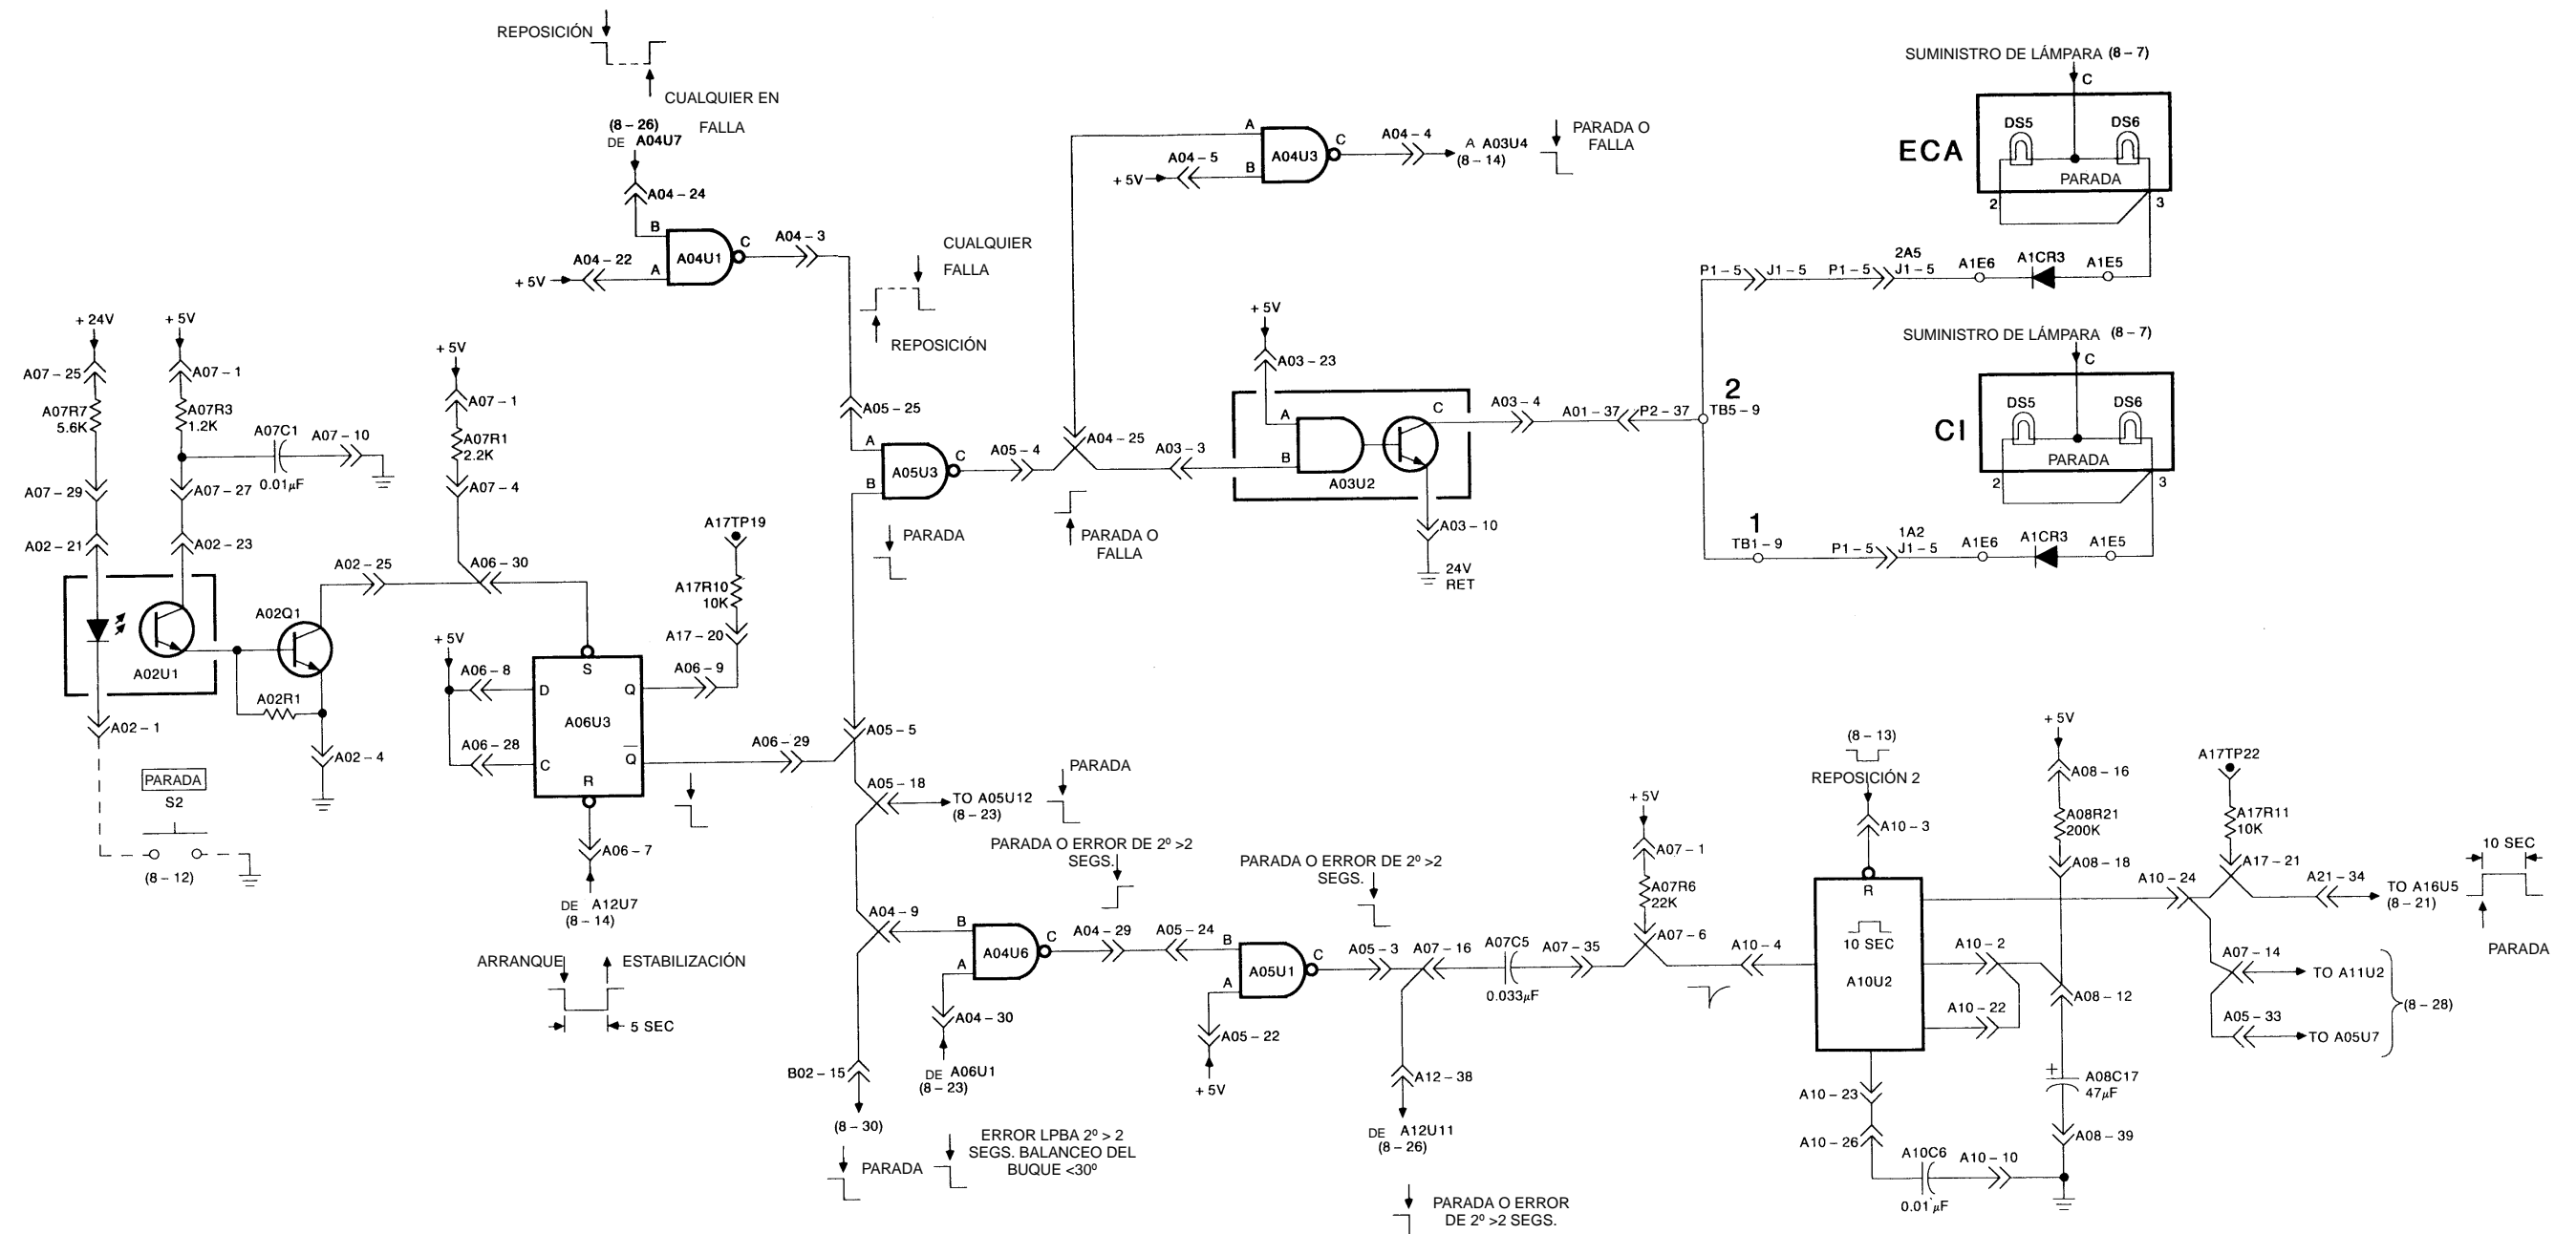 REPOSICIÓN
CUALQUIER EN
FALLA
(8 – 26)
DE A04U7
A04 – 24
B
A04 – 22
+ 5V
A
A04U1
C
A04 – 3
CUALQUIER
FALLA
REPOSICIÓN
A05 – 25
A
A05U3
B
C
A05 – 4
PARADA
A04 – 25
A03 – 3
PARADA O
FALLA
A
A04 – 5
+ 5V
B
A04U3
C
A04 – 4
A A03U4
(8 – 14)
PARADA O
FALLA
+ 5V
A03 – 23
A
B
C
A03U2
A03 – 4
A03 – 10
24V
RET
A01 – 37
P2 – 37
2
TB5 – 9
1
TB1 – 9
SUMINISTRO DE LÁMPARA (8 – 7)
C
ECA
DS5
DS6
PARADA
2
3
P1 – 5
J1 – 5
P1 – 5
2A5
J1 – 5
A1E6
A1CR3
A1E5
SUMINISTRO DE LÁMPARA (8 – 7)
C
CI
DS5
DS6
PARADA
2
3
P1 – 5
1A2
J1 – 5
A1E6
A1CR3
A1E5
+ 24V
+ 5V
A07 – 25
A07 – 1
A07R7
5.6K
A07R3
1.2K
A07C1
0.01µF
A07 – 10
A07 – 29
A07 – 27
A02 – 21
A02 – 23
A02U1
A02Q1
A02R1
A02 – 1
A02 – 4
PARADA
S2
(8 – 12)
+ 5V
A07 – 1
A07R1
2.2K
A07 – 4
A02 – 25
A06 – 30
+ 5V
A06 – 8
A06 – 28
S
D
Q
A06U3
C
Q
R
A17TP19
A17R10
10K
A17 – 20
A06 – 9
A06 – 29
A06 – 7
DE A12U7
(8 – 14)
ARRANQUE
ESTABILIZACIÓN
5 SEC
A05 – 5
A05 – 18
TO A05U12
(8 – 23)
PARADA
A04 – 9
B02 – 15
(8 – 30)
PARADA
PARADA O ERROR DE 2º >2
SEGS.
B
A04U6
A
C
A04 – 30
DE A06U1
(8 – 23)
ERROR LPBA 2º > 2
SEGS. BALANCEO DEL
BUQUE <30º
A04 – 29
A05 – 24
PARADA O ERROR DE 2º >2
SEGS.
B
A05U1
A
C
A05 – 22
+ 5V
A05 – 3
A07 – 16
A07C5
0.033µF
A07 – 35
A12 – 38
DE A12U11
(8 – 26)
PARADA O ERROR
DE 2º >2 SEGS.
+ 5V
A07 – 1
A07R6
22K
A07 – 6
A10 – 4
(8 – 13)
REPOSICIÓN 2
A10 – 3
R
10 SEC
A10U2
A10 – 23
A10 – 26
A10C6
0.01 µF
A10 – 10
A10 – 2
A10 – 22
+ 5V
A08 – 16
A08R21
200K
A08 – 18
A08 – 12
+
A08C17
47µF
A08 – 39
A17TP22
A17R11
10K
A17 – 21
A10 – 24
A21 – 34
TO A16U5
(8 – 21)
10 SEC
PARADA
A07 – 14
TO A11U2
A05 – 33
TO A05U7
(8 – 28)